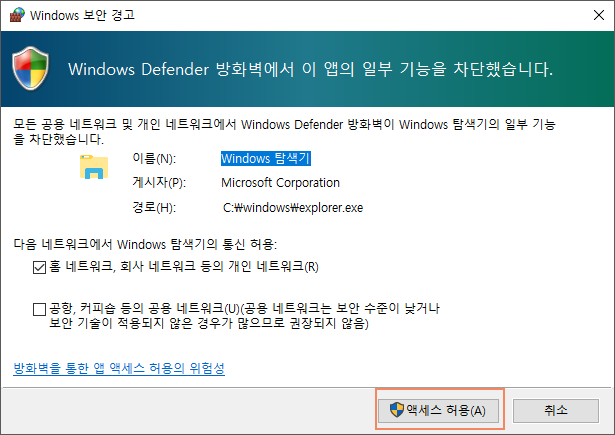 Windows 보안 경고
Windows Defender 방화벽에서 이 앱의 일부 기능을 차단했습니다.
모든 공용 네트워크 및 개인 네트워크에서 Windows Defender 방화벽이 Windows 탐색기의 일부 기능
을 차단했습니다.
이름(N): Windows 탐색기
게시자(P): Microsoft Corporation
경로(H): C:\windows\explorer.exe
다음 네트워크에서 Windows 탐색기의 통신 허용:
홈 네트워크, 회사 네트워크 등의 개인 네트워크(R)
공항, 커피숍 등의 공용 네트워크(U)(공용 네트워크는 보안 수준이 낮거나
보안 기술이 적용되지 않은 경우가 많으므로 권장되지 않음)
방화벽을 통한 앱 액세스 허용의 위험성
액세스 허용(A) 취소